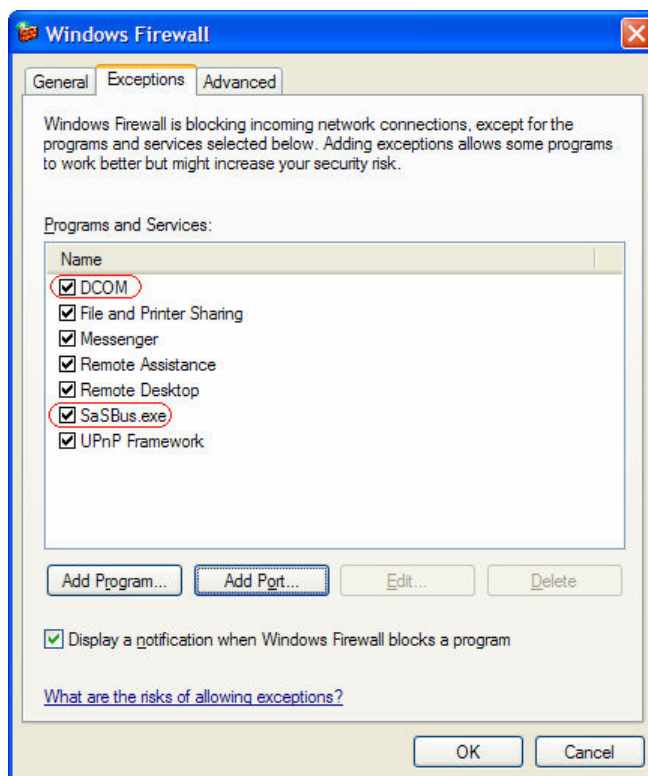 Windows Firewall
General Exceptions Advanced
Windows Firewall is blocking incoming network connections, except for the
programs and services selected below. Adding exceptions allows some programs
to work better but might increase your security risk.
Programs and Services:
Name
DCOM
File and Printer Sharing
Messenger
Remote Assistance
Remote Desktop
SaSBus.exe
UPnP Framework
Add Program... Add Port... Edit... Delete
Display a notification when Windows Firewall blocks a program
What are the risks of allowing exceptions?
OK Cancel